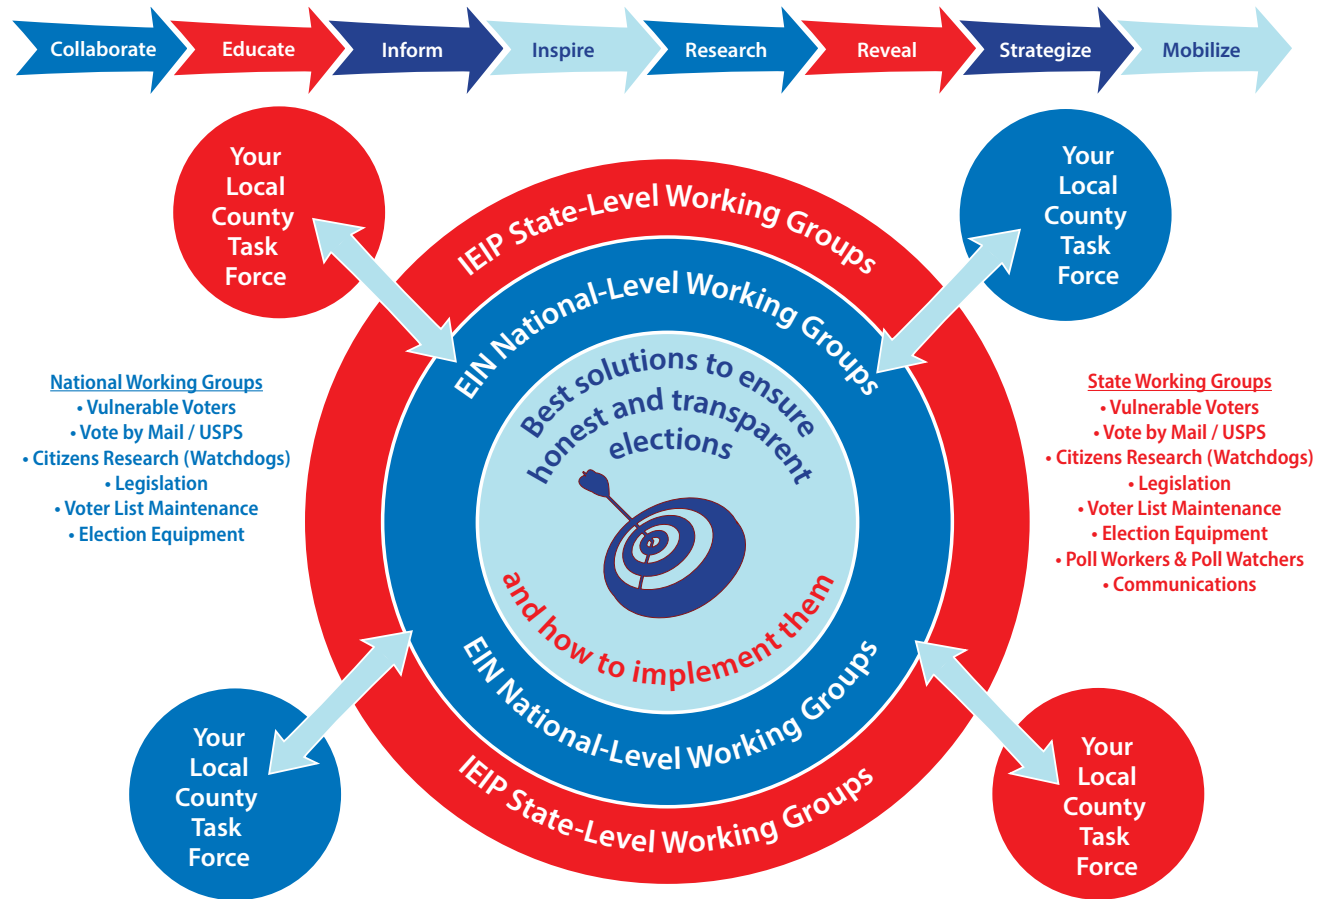 Collaborate
Educate
Inform
Inspire
Research
Reveal
Strategize
Mobilize
Your
Local
County
Task
Force
Your
Local
County
Task
Force
IEIP State-Level Working Groups
EIN National-Level Working Groups
Best solutions to ensure
honest and transparent
elections
and how to implement them
EIN National-Level Working Groups
IEIP State-Level Working Groups
National Working Groups
• Vulnerable Voters
• Vote by Mail / USPS
• Citizens Research (Watchdogs)
• Legislation
• Voter List Maintenance
• Election Equipment
State Working Groups
• Vulnerable Voters
• Vote by Mail / USPS
• Citizens Research (Watchdogs)
• Legislation
• Voter List Maintenance
• Election Equipment
• Poll Workers & Poll Watchers
• Communications
Your
Local
County
Task
Force
Your
Local
County
Task
Force